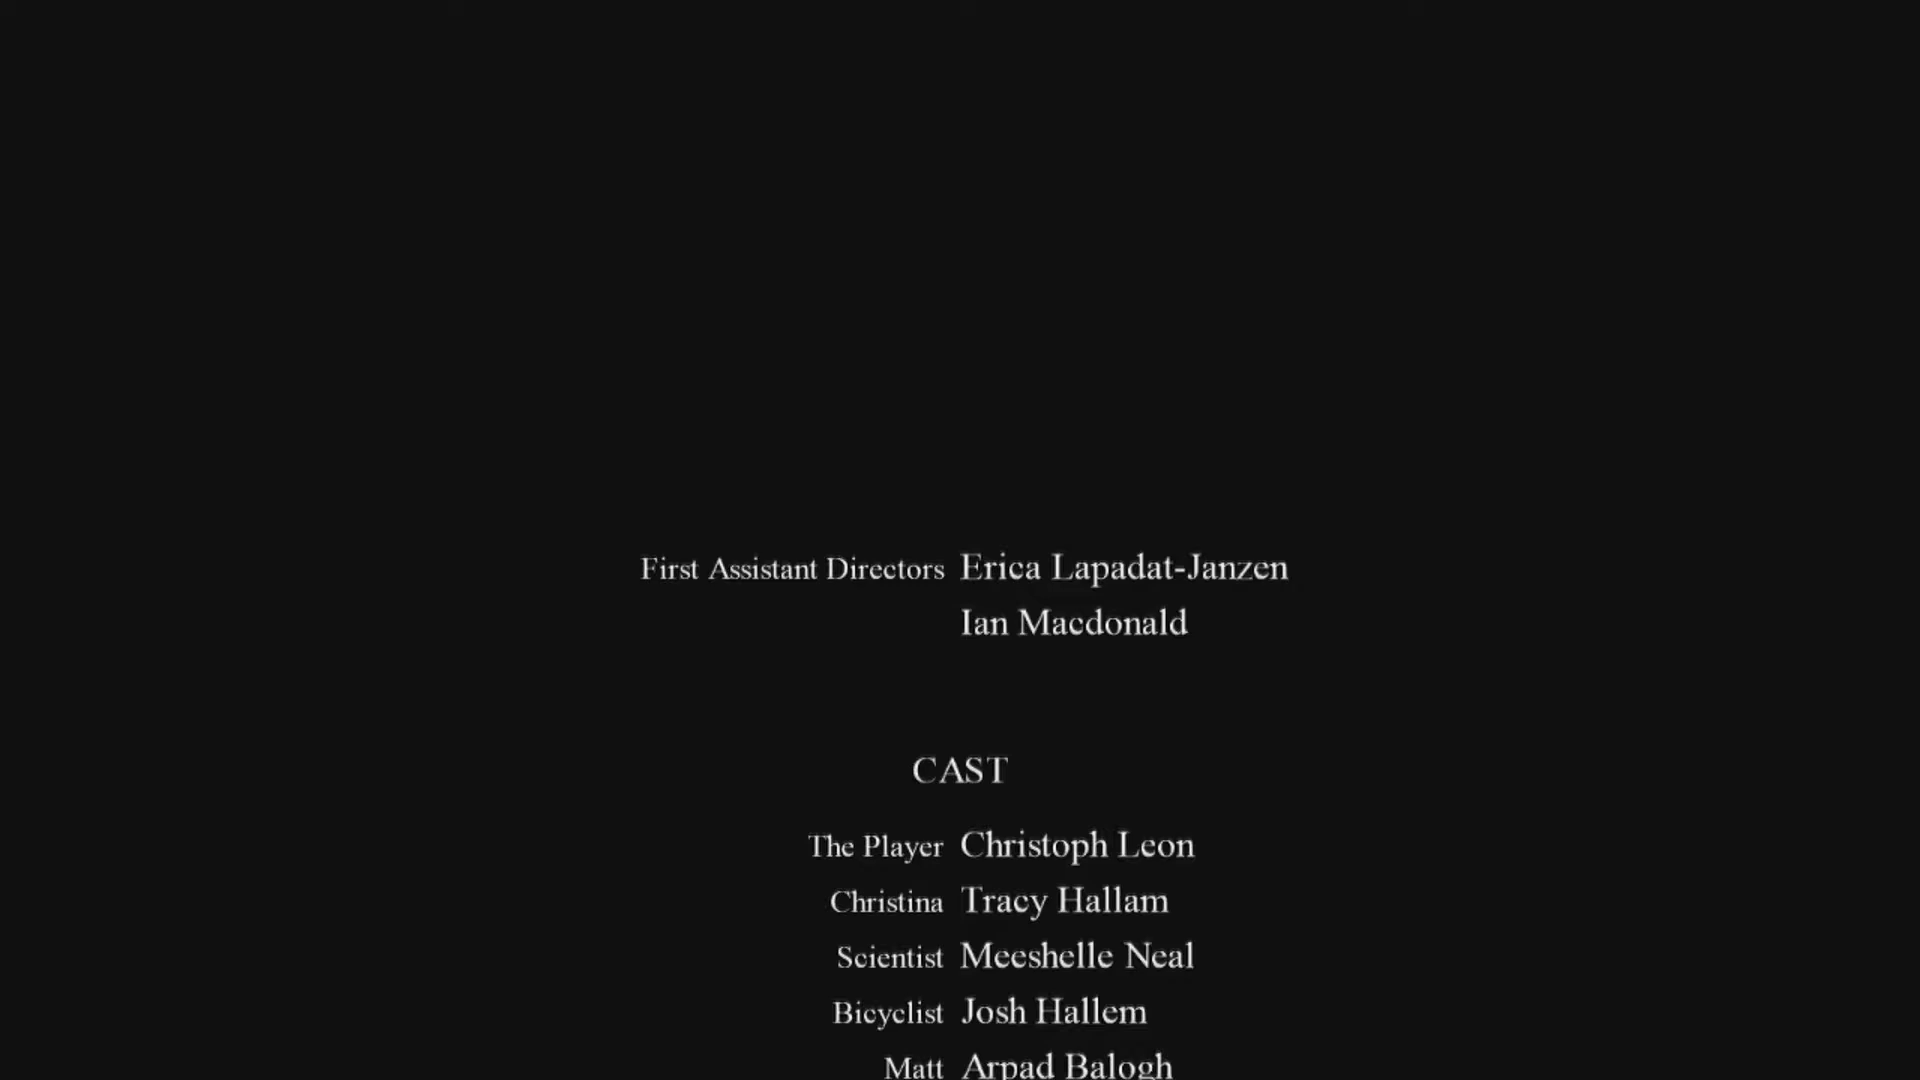 First Assistant Directors Erica Lapadat-Janzen
Ian Macdonald
CAST
The Player Christoph Leon
Christina Tracy Hallam
Scientist Meeshelle Neal
Bicyclist Josh Hallem
Matt Arpad Balogh